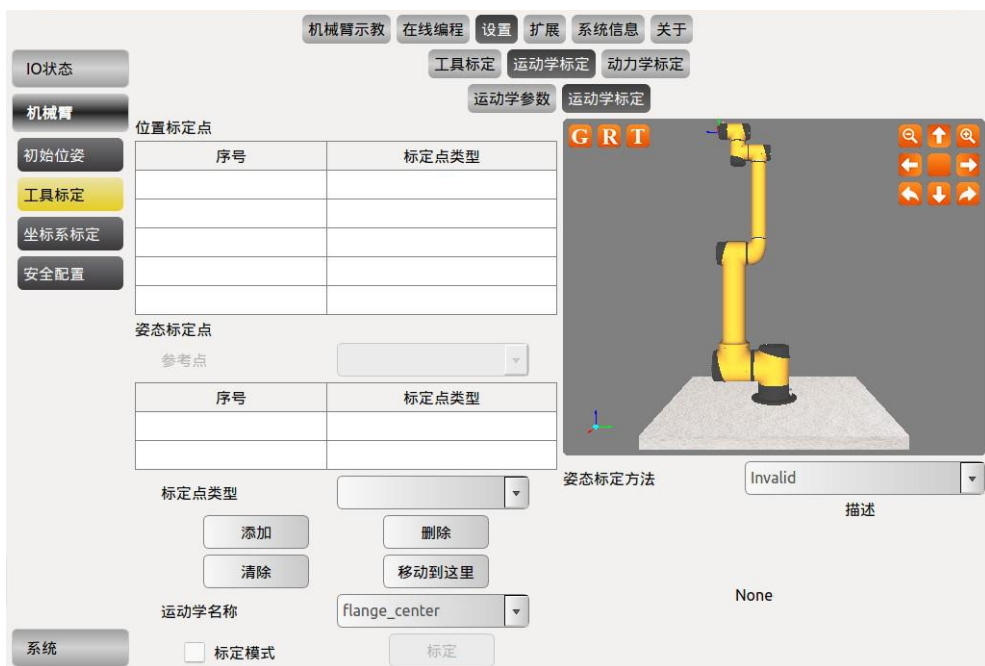 机械臂示教 在线编程 设置 扩展 系统信息 关于
IO状态 工具标定 运动学标定 动力学标定
机械臂 运动学参数 运动学标定
位置标定点
G R T
初始位姿 序号 标定点类型
工具标定
坐标系标定
安全配置
姿态标定点
参考点
序号 标定点类型
姿态标定方法 Invalid
标定点类型
描述
添加 删除
清除 移动到这里
None
运动学名称 flange_center
系统 标定模式 标定